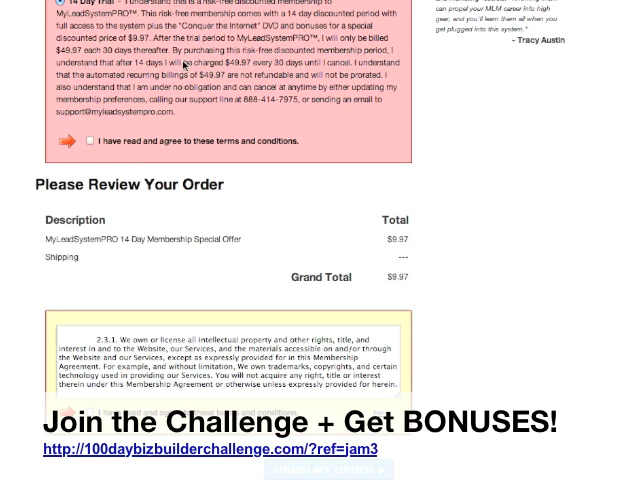 14 Day Trial - I understand this is a risk-free discounted membership to
MyLeadSystemPRO™. This risk-free membership comes with a 14 day discounted period with
full access to the system plus the "Conquer the Internet" DVD and bonuses for a special
discounted price of $9.97. After the trial period to MyLeadSystemPRO™, I will only be billed
$49.97 each 30 days thereafter. By purchasing this risk-free discounted membership period, I
understand that after 14 days I will be charged $49.97 every 30 days until I cancel. I understand
that the automated recurring billings of $49.97 are not refundable and will not be prorated. I
also understand that I am under no obligation and can cancel at anytime by either updating my
membership preferences, calling our support line at 888-414-7975, or sending an email to
support@myleadsystempro.com.
I have read and agree to these terms and conditions.
can propel your MLM career into high
gear, and you'll learn them all when you
get plugged into this system."
- Tracy Austin
Please Review Your Order
Description Total
MyLeadSystemPRO 14 Day Membership Special Offer $9.97
Shipping ---
Grand Total $9.97
2.3.1. We own or license all intellectual property and other rights, title, and
interest in and to the Website, our Services, and the materials accessible on and/or through
the Website and our Services, except as expressly provided for in this Membership
Agreement. For example, and without limitation, We own trademarks, copyrights, and certain
technology used in providing our Services. You will not acquire any right, title or interest
therein under this Membership Agreement or otherwise unless expressly provided for herein.
I have read and agree to these terms and conditions.
Join the Challenge + Get BONUSES!
http://100daybizbuilderchallenge.com/?ref=jam3
FINISH MY ORDER